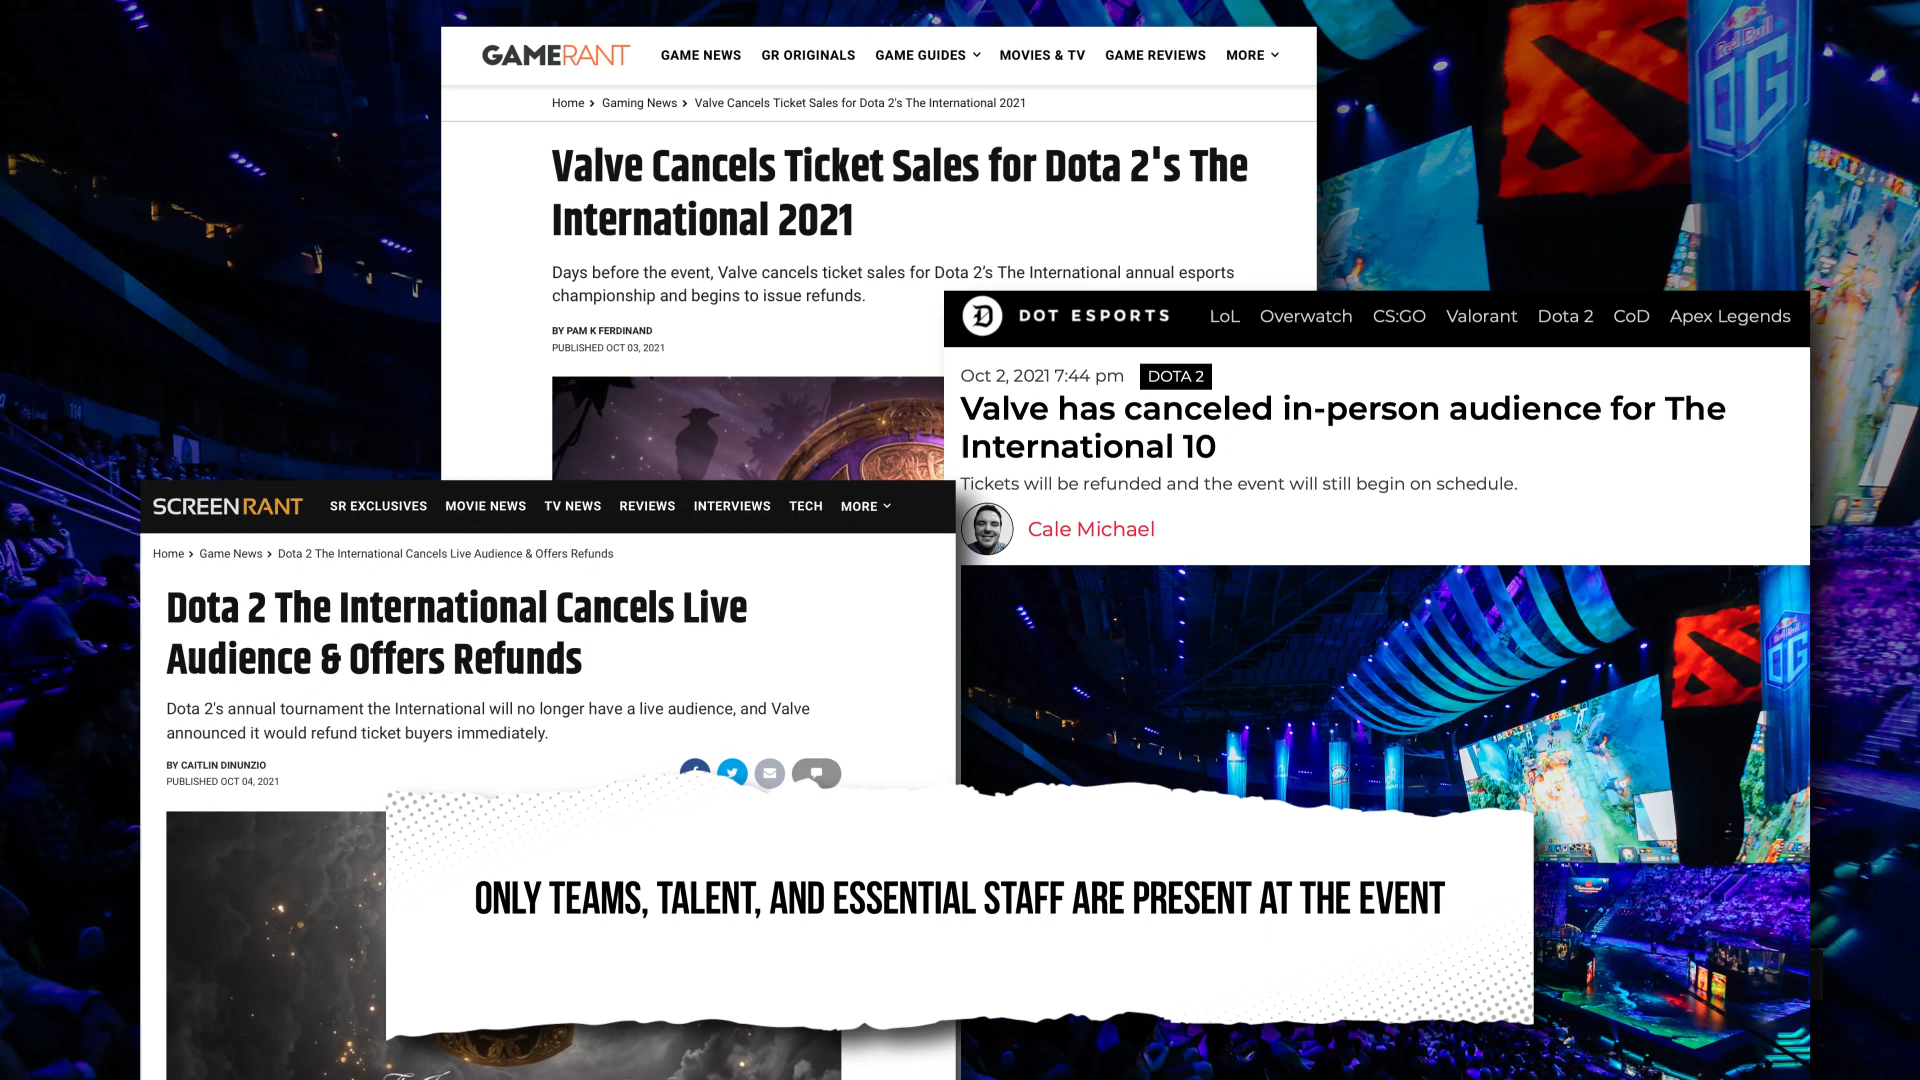 GAMERANT GAME NEWS GR ORIGINALS GAME GUIDES MOVIES & TV GAME REVIEWS MORE
Home > Gaming News > Valve Cancels Ticket Sales for Dota 2's The International 2021
Valve Cancels Ticket Sales for Dota 2's The
International 2021
Days before the event, Valve cancels ticket sales for Dota 2's The International annual esports
championship and begins to issue refunds.
BY PAM K FERDINAND
PUBLISHED OCT 03, 2021
Red Bull
OG
D DOT ESPORTS LoL Overwatch CS:GO Valorant Dota 2 CoD Apex Legends
Oct 2, 2021 7:44 pm DOTA 2
Valve has canceled in-person audience for The
International 10
Tickets will be refunded and the event will still begin on schedule.
Cale Michael
OG
SCREENRANT SR EXCLUSIVES MOVIE NEWS TV NEWS REVIEWS INTERVIEWS TECH MORE
Home > Game News > Dota 2 The International Cancels Live Audience & Offers Refunds
Dota 2 The International Cancels Live
Audience & Offers Refunds
Dota 2's annual tournament the International will no longer have a live audience, and Valve
announced it would refund ticket buyers immediately.
BY CAITLIN DINUNZIO
PUBLISHED OCT 04, 2021
ONLY TEAMS, TALENT, AND ESSENTIAL STAFF ARE PRESENT AT THE EVENT